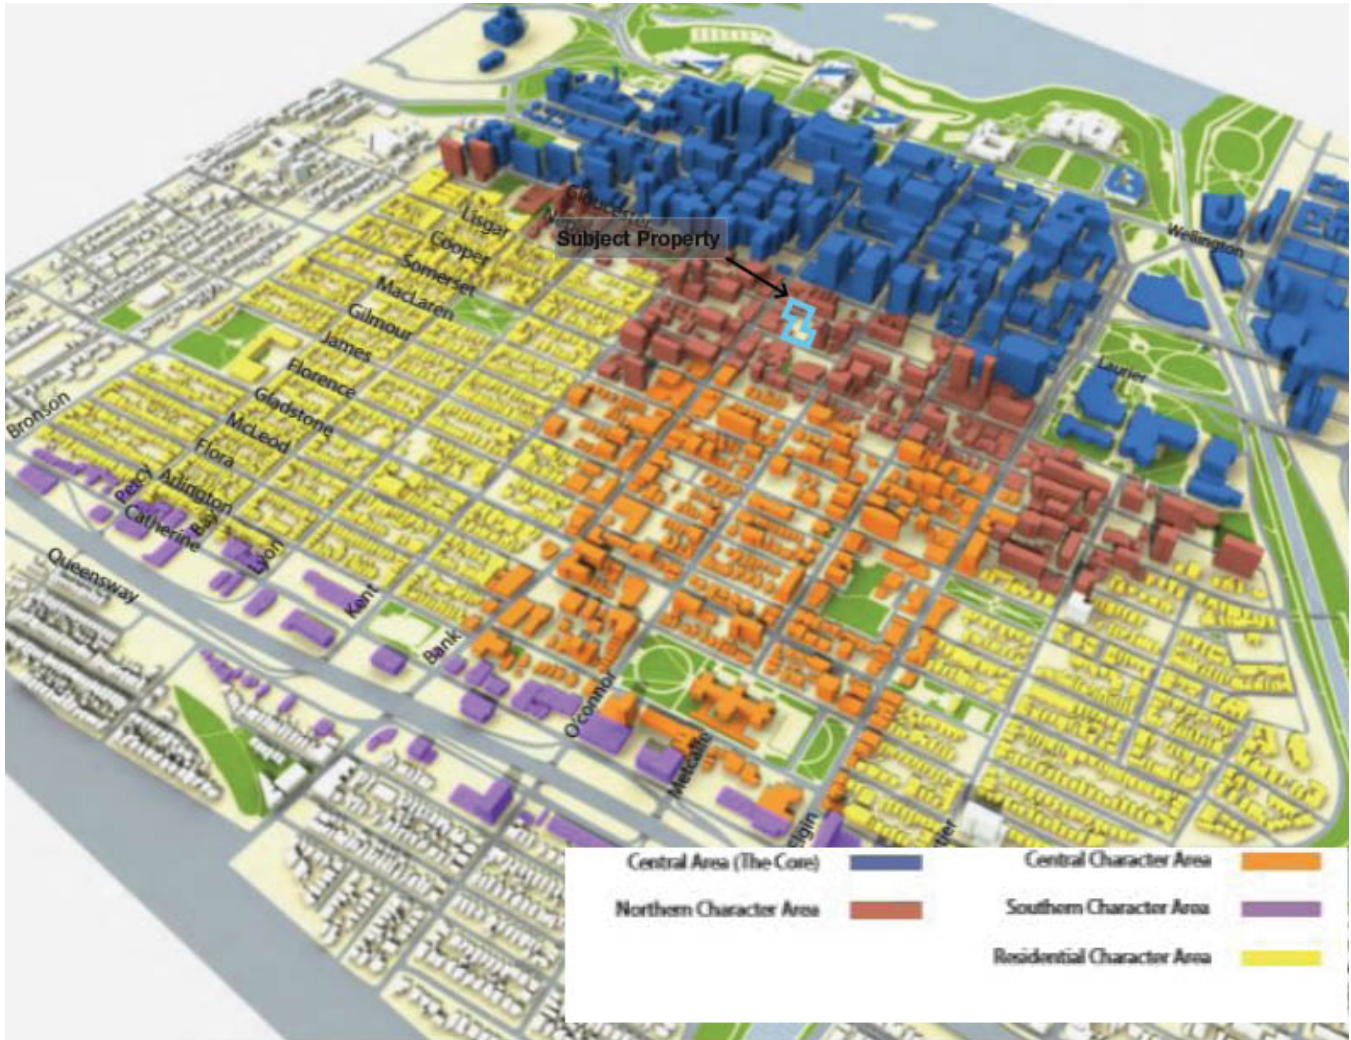 Lisgar
Cooper
Somerset
MacLaren
Gilmour
James
Florence
Gladstone
McLeod
Flora
Arlington
Catherine
Subject Property
Wellington
Laurier
Bronson
Percy
Bay
Lyon
Kent
Bank
O'connor
Metcalfe
Elgin
Queensway
Central Area (The Core)
Central Character Area
Northern Character Area
Southern Character Area
Residential Character Area